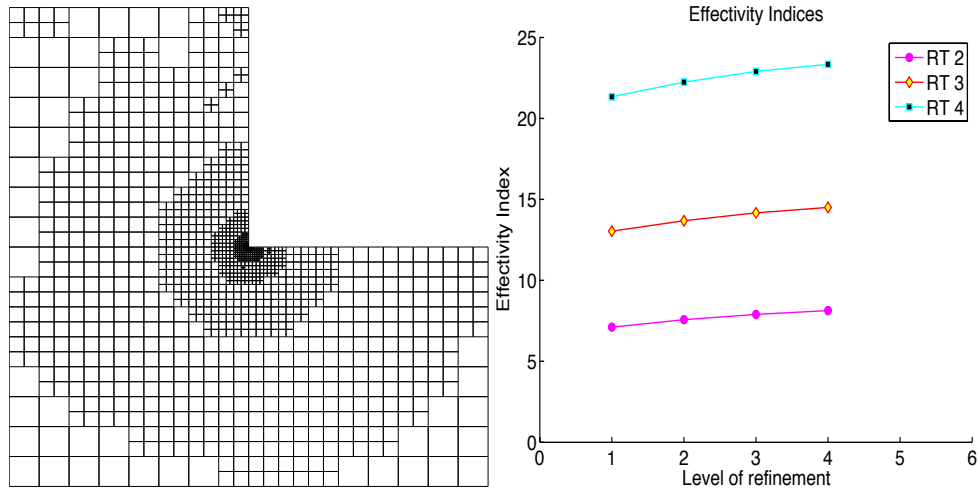 Effectivity Indices
25
20
15
10
5
0
Effectivity Index
RT 2
RT 3
RT 4
0 1 2 3 4 5 6
Level of refinement